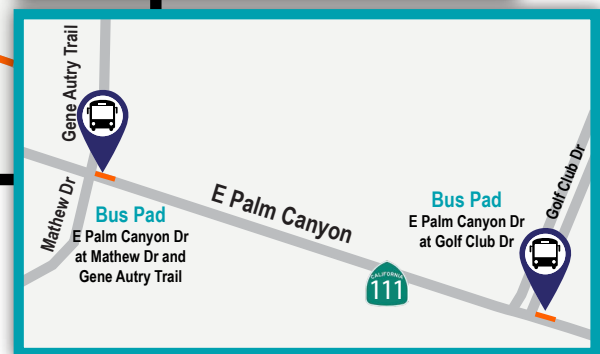 Gene Autry Trail
Mathew Dr
Bus Pad
E Palm Canyon Dr
at Mathew Dr and
Gene Autry Trail
E Palm Canyon
CALIFORNIA
111
Bus Pad
E Palm Canyon Dr
at Golf Club Dr
Golf Club Dr